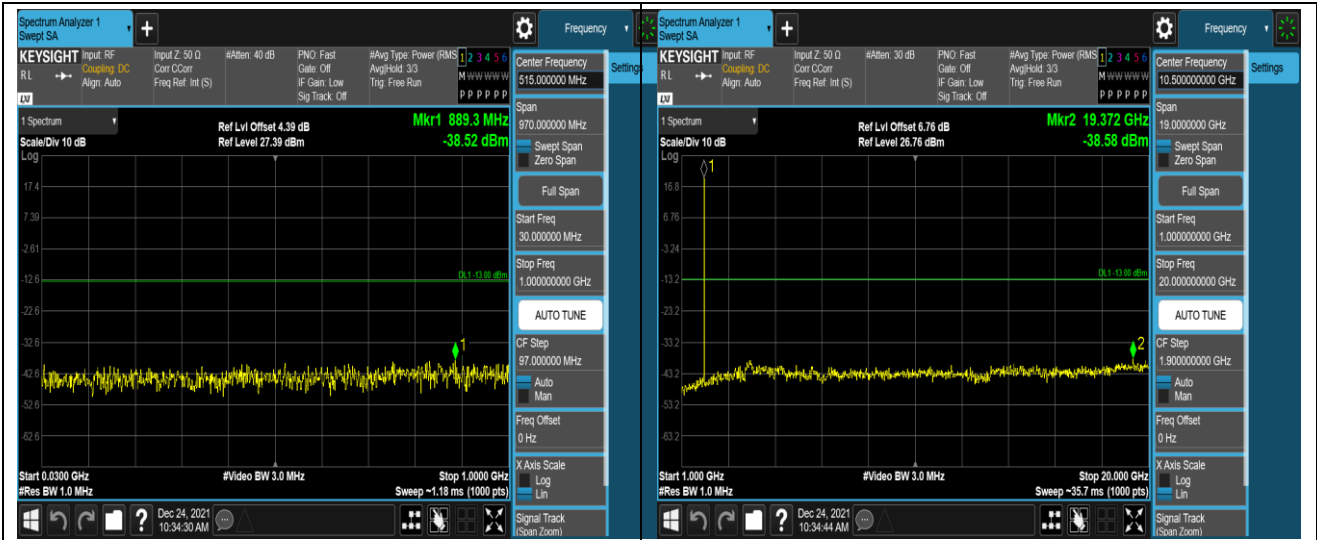 Spectrum Analyzer 1
Swept SA
Frequency
KEYSIGHT
Input: RF
Coupling: DC
Align: Auto
Input Z: 50 Ω
Corr CCorr
Freq Ref: Int (S)
#Atten: 40 dB
PNO: Fast
Gate: Off
IF Gain: Low
Sig Track: Off
#Avg Type: Power (RMS
Avg|Hold: 3/3
Trig: Free Run
1 2 3 4 5 6
M W W W W W
P P P P P P
RL
LXI
Center Frequency
515.000000 MHz
Settings
1 Spectrum
Scale/Div 10 dB
Log
Ref Lvl Offset 4.39 dB
Ref Level 27.39 dBm
Mkr1 889.3 MHz
-38.52 dBm
17.4
7.39
-2.61
-12.6
-22.6
-32.6
-42.6
-52.6
-62.6
DL1 -13.00 dBm
1
Start 0.0300 GHz
#Res BW 1.0 MHz
#Video BW 3.0 MHz
Stop 1.0000 GHz
Sweep ~1.18 ms (1000 pts)
Span
970.000000 MHz
Swept Span
Zero Span
Full Span
Start Freq
30.000000 MHz
Stop Freq
1.000000000 GHz
AUTO TUNE
CF Step
97.000000 MHz
Auto
Man
Freq Offset
0 Hz
X Axis Scale
Log
Lin
Signal Track
(Span Zoom)
?
Dec 24, 2021
10:34:30 AM
Spectrum Analyzer 1
Swept SA
Frequency
KEYSIGHT
Input: RF
Coupling: DC
Align: Auto
Input Z: 50 Ω
Corr CCorr
Freq Ref: Int (S)
#Atten: 30 dB
PNO: Fast
Gate: Off
IF Gain: Low
Sig Track: Off
#Avg Type: Power (RMS
Avg|Hold: 3/3
Trig: Free Run
1 2 3 4 5 6
M W W W W W
P P P P P P
RL
LXI
Center Frequency
10.500000000 GHz
Settings
1 Spectrum
Scale/Div 10 dB
Log
Ref Lvl Offset 6.76 dB
Ref Level 26.76 dBm
Mkr2 19.372 GHz
-38.58 dBm
1
16.8
6.76
-3.24
-13.2
-23.2
-33.2
-43.2
-53.2
-63.2
DL1 -13.00 dBm
2
Start 1.000 GHz
#Res BW 1.0 MHz
#Video BW 3.0 MHz
Stop 20.000 GHz
Sweep ~35.7 ms (1000 pts)
Span
19.0000000 GHz
Swept Span
Zero Span
Full Span
Start Freq
1.000000000 GHz
Stop Freq
20.000000000 GHz
AUTO TUNE
CF Step
1.900000000 GHz
Auto
Man
Freq Offset
0 Hz
X Axis Scale
Log
Lin
Signal Track
(Span Zoom)
?
Dec 24, 2021
10:34:44 AM